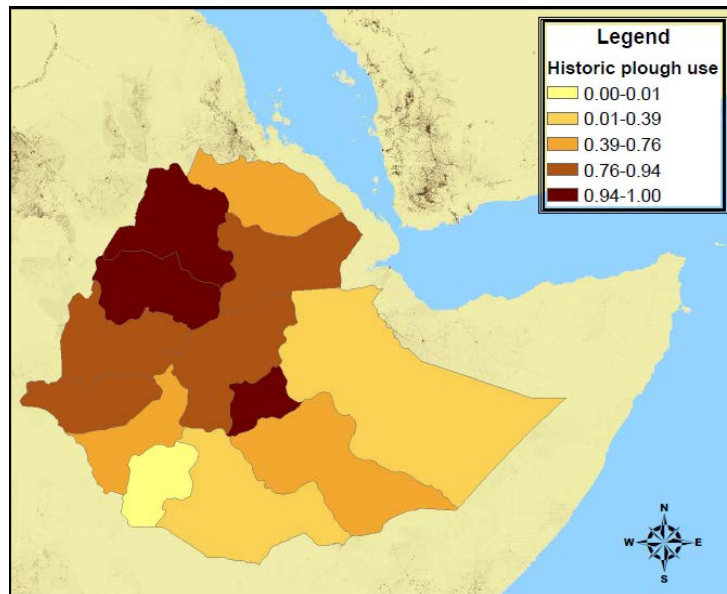 Legend
Historic plough use
0.00-0.01
0.01-0.39
0.39-0.76
0.76-0.94
0.94-1.00
N
W E
S